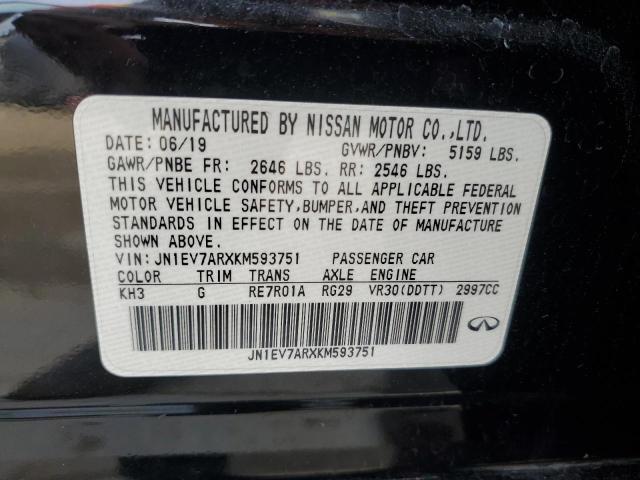 MANUFACTURED BY NISSAN MOTOR CO.,LTD.
DATE: 06/19 GVWR/PNBV: 5159 LBS.
GAWR/PNBE FR: 2646 LBS. RR: 2546 LBS.
THIS VEHICLE CONFORMS TO ALL APPLICABLE FEDERAL
MOTOR VEHICLE SAFETY,BUMPER,AND THEFT PREVENTION
STANDARDS IN EFFECT ON THE DATE OF MANUFACTURE
SHOWN ABOVE.
VIN: JN1EV7ARXKM593751 PASSENGER CAR
COLOR TRIM TRANS AXLE ENGINE
KH3 G RE7R01A RG29 VR30(DDTT) 2997CC
JN1EV7ARXKM593751